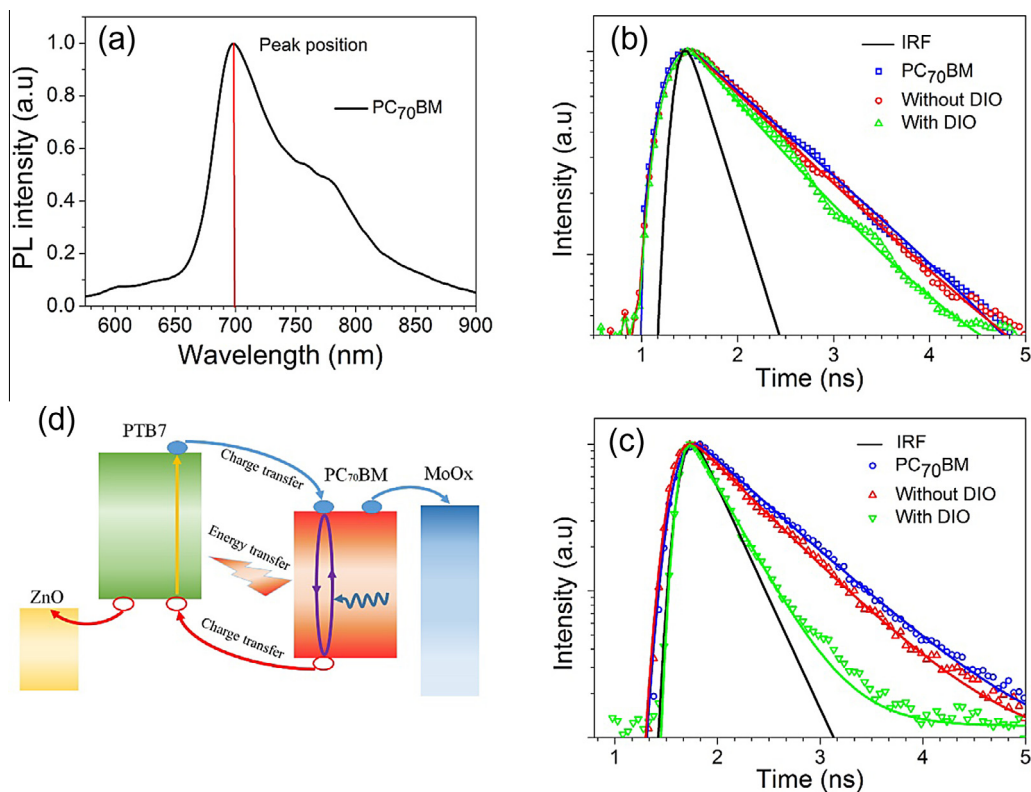 (a)
Peak position
PC70BM
PL intensity (a.u)
1.0
0.8
0.6
0.4
0.2
0.0
600 650 700 750 800 850 900
Wavelength (nm)
(b)
IRF
PC70BM
Without DIO
With DIO
Intensity (a.u)
1 2 3 4 5
Time (ns)
(d)
PTB7
Charge transfer
PC70BM
MoOx
Energy transfer
ZnO
Charge transfer
(c)
IRF
PC70BM
Without DIO
With DIO
Intensity (a.u)
1 2 3 4 5
Time (ns)